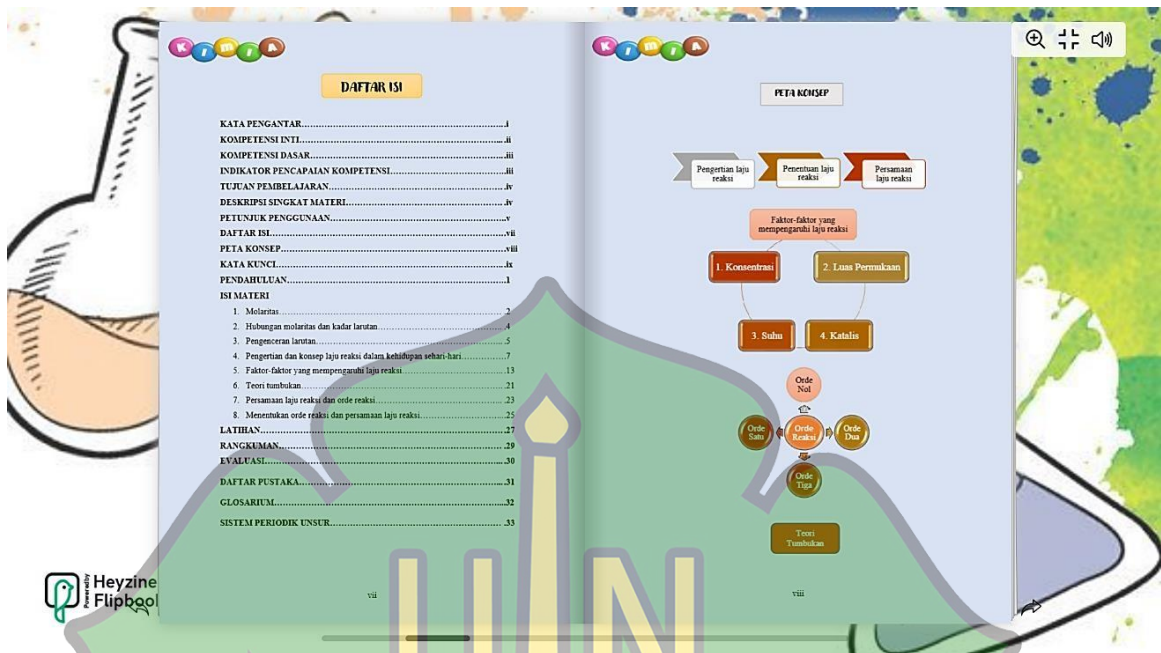 KIMIA
DAFTAR ISI
KATA PENGANTAR.....i
KOMPETENSI INTI.....ii
KOMPETENSI DASAR.....iii
INDIKATOR PENCAPAIAN KOMPETENSI.....iii
TUJUAN PEMBELAJARAN.....iv
DESKRIPSI SINGKAT MATERI.....iv
PETUNJUK PENGGUNAAN.....v
DAFTAR ISI.....vii
PETA KONSEP.....viii
KATA KUNCI.....ix
PENDAHULUAN.....1
ISI MATERI
1. Molaritas.....2
2. Hubungan molaritas dan kadar larutan.....4
3. Pengenceran larutan.....5
4. Pengertian dan konsep laju reaksi dalam kehidupan sehari-hari.....7
5. Faktor-faktor yang mempengaruhi laju reaksi.....13
6. Teori tumbukan.....21
7. Persamaan laju reaksi dan orde reaksi.....23
8. Menentukan orde reaksi dan persamaan laju reaksi.....25
LATIHAN.....27
RANGKUMAN.....29
EVALUASI.....30
DAFTAR PUSTAKA.....31
GLOSARIUM.....32
SISTEM PERIODIK UNSUR.....33
vii
KIMIA
PETA KONSEP
Pengertian laju
reaksi
Penentuan laju
reaksi
Persamaan
laju reaksi
Faktor-faktor yang
mempengaruhi laju reaksi
1. Konsentrasi
2. Luas Permukaan
3. Suhu
4. Katalis
Orde
Nol
Orde
Satu
Orde
Reaksi
Orde
Dua
Orde
Tiga
Teori
Tumbukan
viii
Powered by
Heyzine
Flipbool
UIN